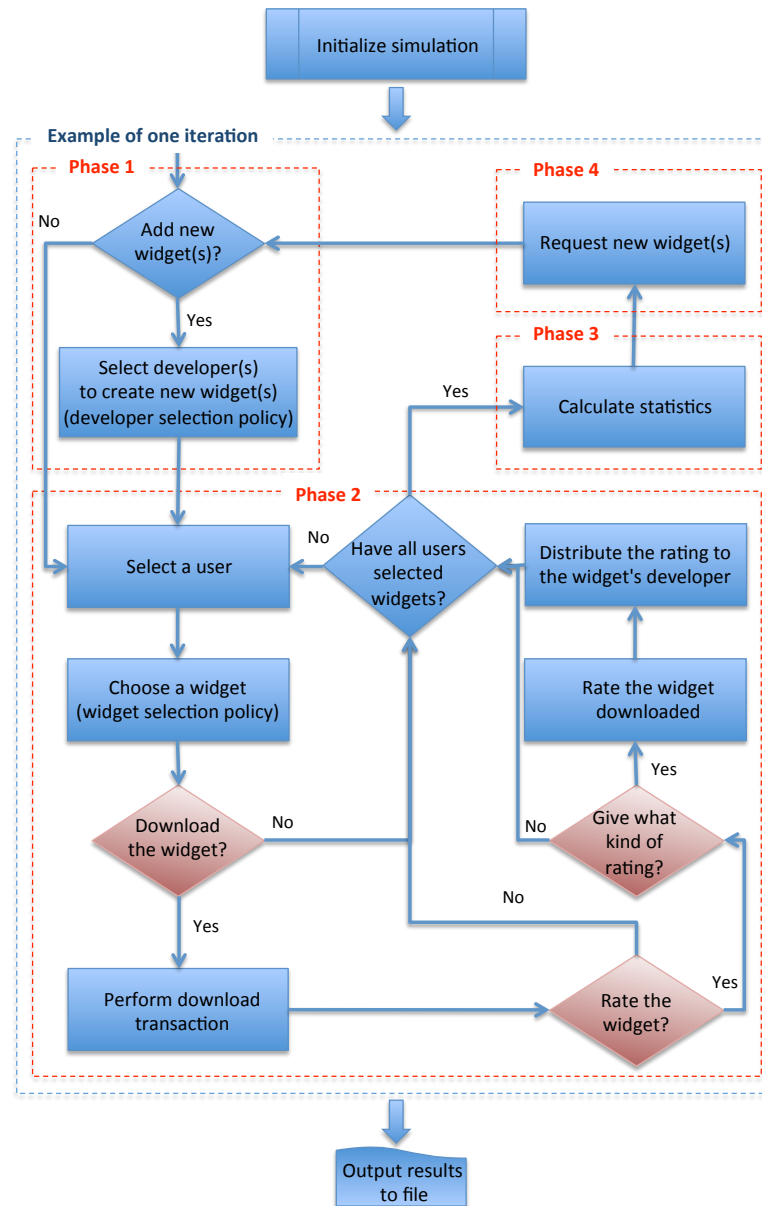 Initialize simulation
Example of one iteration
Phase 1
No
Add new
widget(s)?
Yes
Select developer(s)
to create new widget(s)
(developer selection policy)
Phase 4
Request new widget(s)
Phase 3
Yes
Calculate statistics
Phase 2
Select a user
No
Have all users
selected
widgets?
Distribute the rating to
the widget's developer
Choose a widget
(widget selection policy)
Rate the widget
downloaded
Yes
Download
the widget?
No
No
Give what
kind of
rating?
Yes
No
Perform download
transaction
Rate the
widget?
Yes
Output results
to file